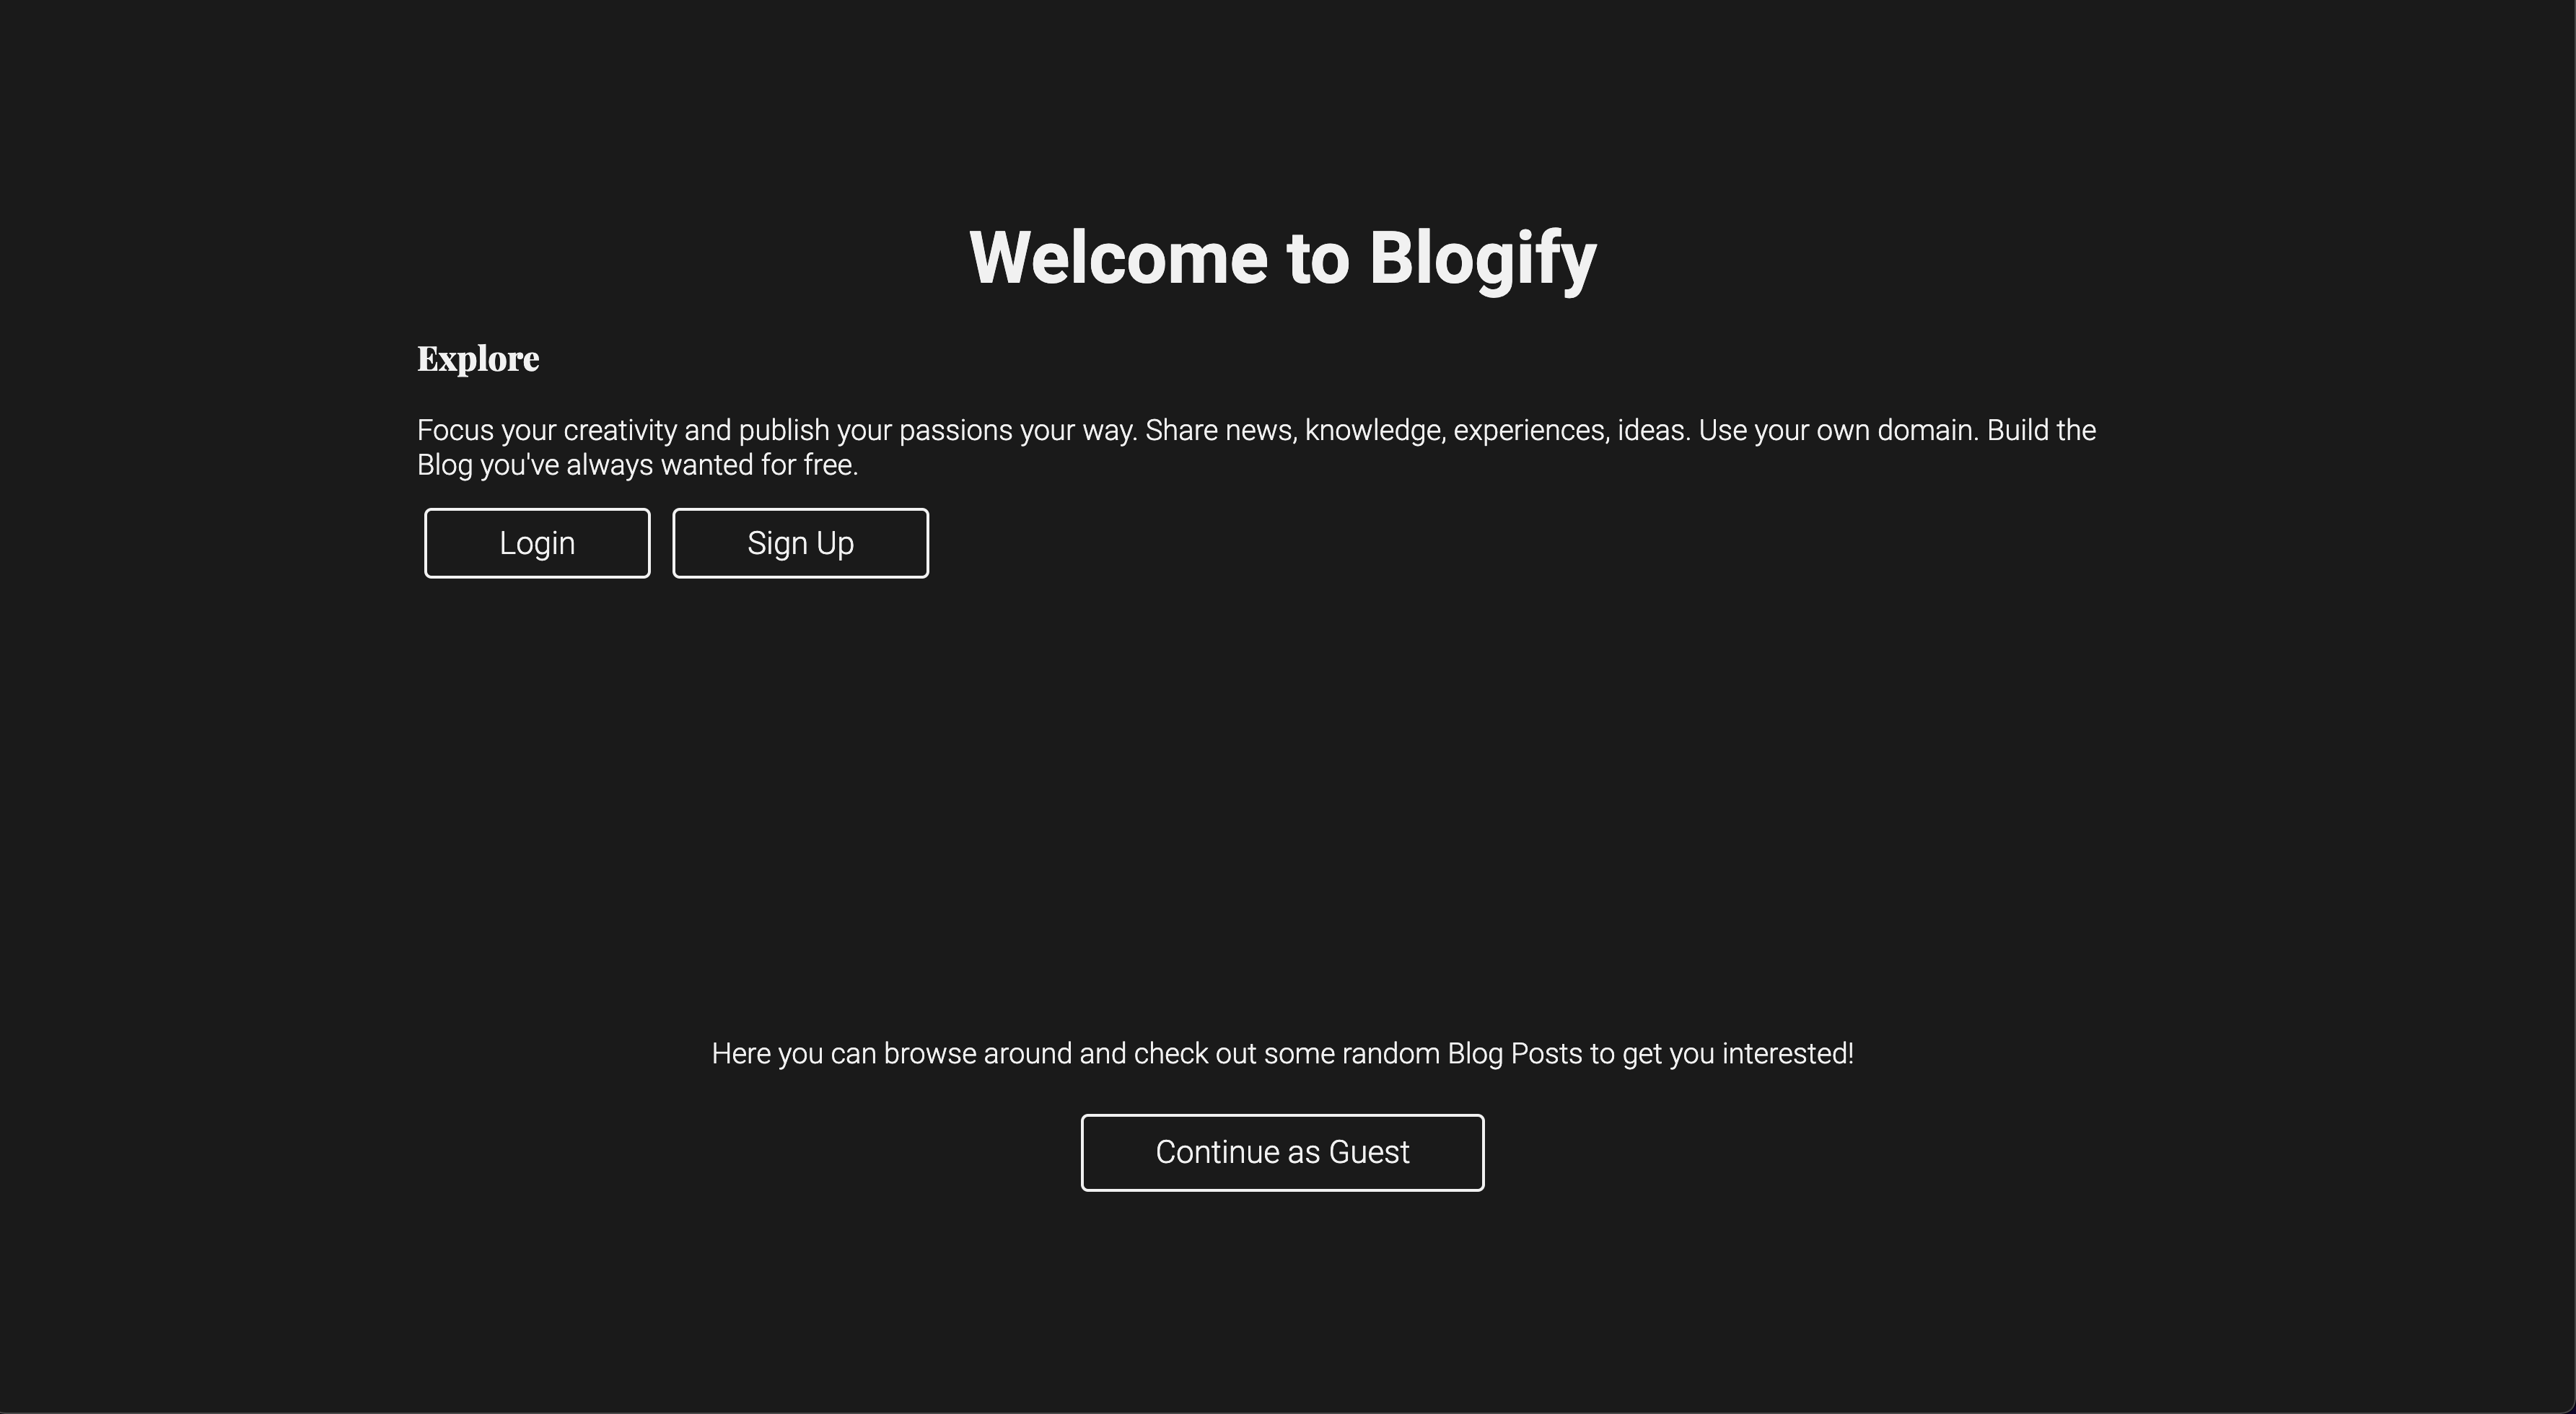 Welcome to Blogify
Explore
Focus your creativity and publish your passions your way. Share news, knowledge, experiences, ideas. Use your own domain. Build the
Blog you've always wanted for free.
Login
Sign Up
Here you can browse around and check out some random Blog Posts to get you interested!
Continue as Guest